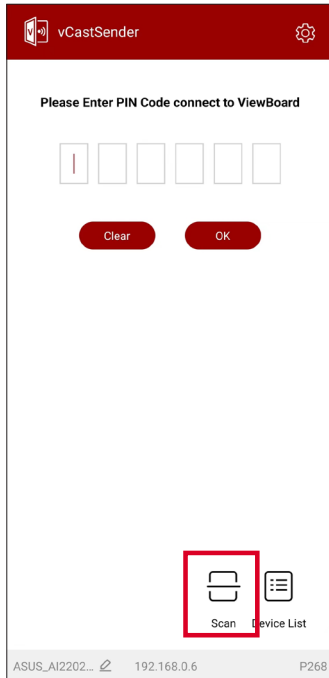 vCastSender
Please Enter PIN Code connect to ViewBoard
Clear OK
Scan Device List
ASUS_AI2202... 192.168.0.6 P268